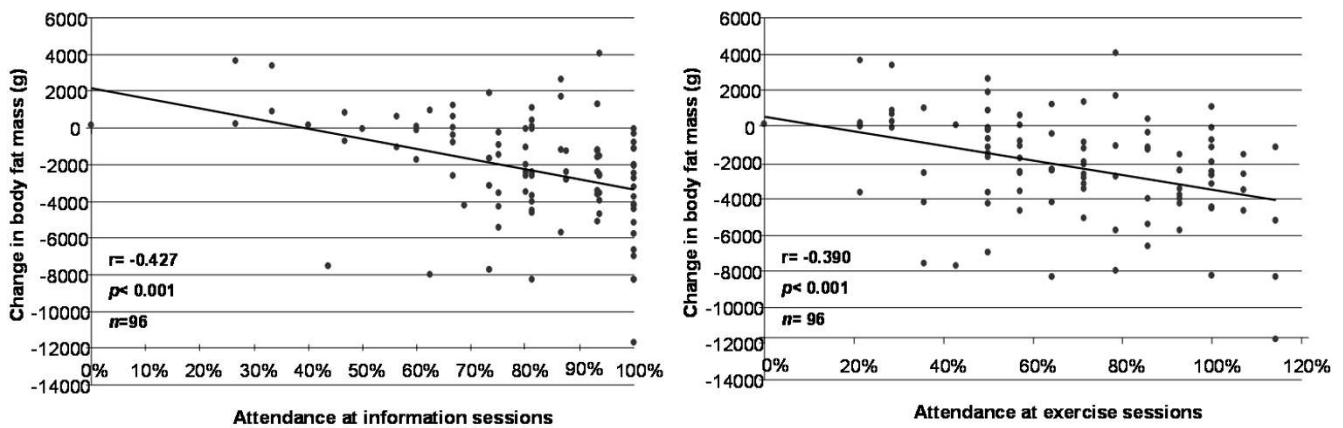 6000
4000
2000
0
-2000
-4000
-6000
-8000
-10000
-12000
-14000
Change in body fat mass (g)
r= -0.427
p< 0.001
n=96
0% 10% 20% 30% 40% 50% 60% 70% 80% 90% 100%
Attendance at information sessions
6000
4000
2000
0
-2000
-4000
-6000
-8000
-10000
-12000
-14000
Change in body fat mass (g)
r= -0.390
p< 0.001
n= 96
0% 20% 40% 60% 80% 100% 120%
Attendance at exercise sessions